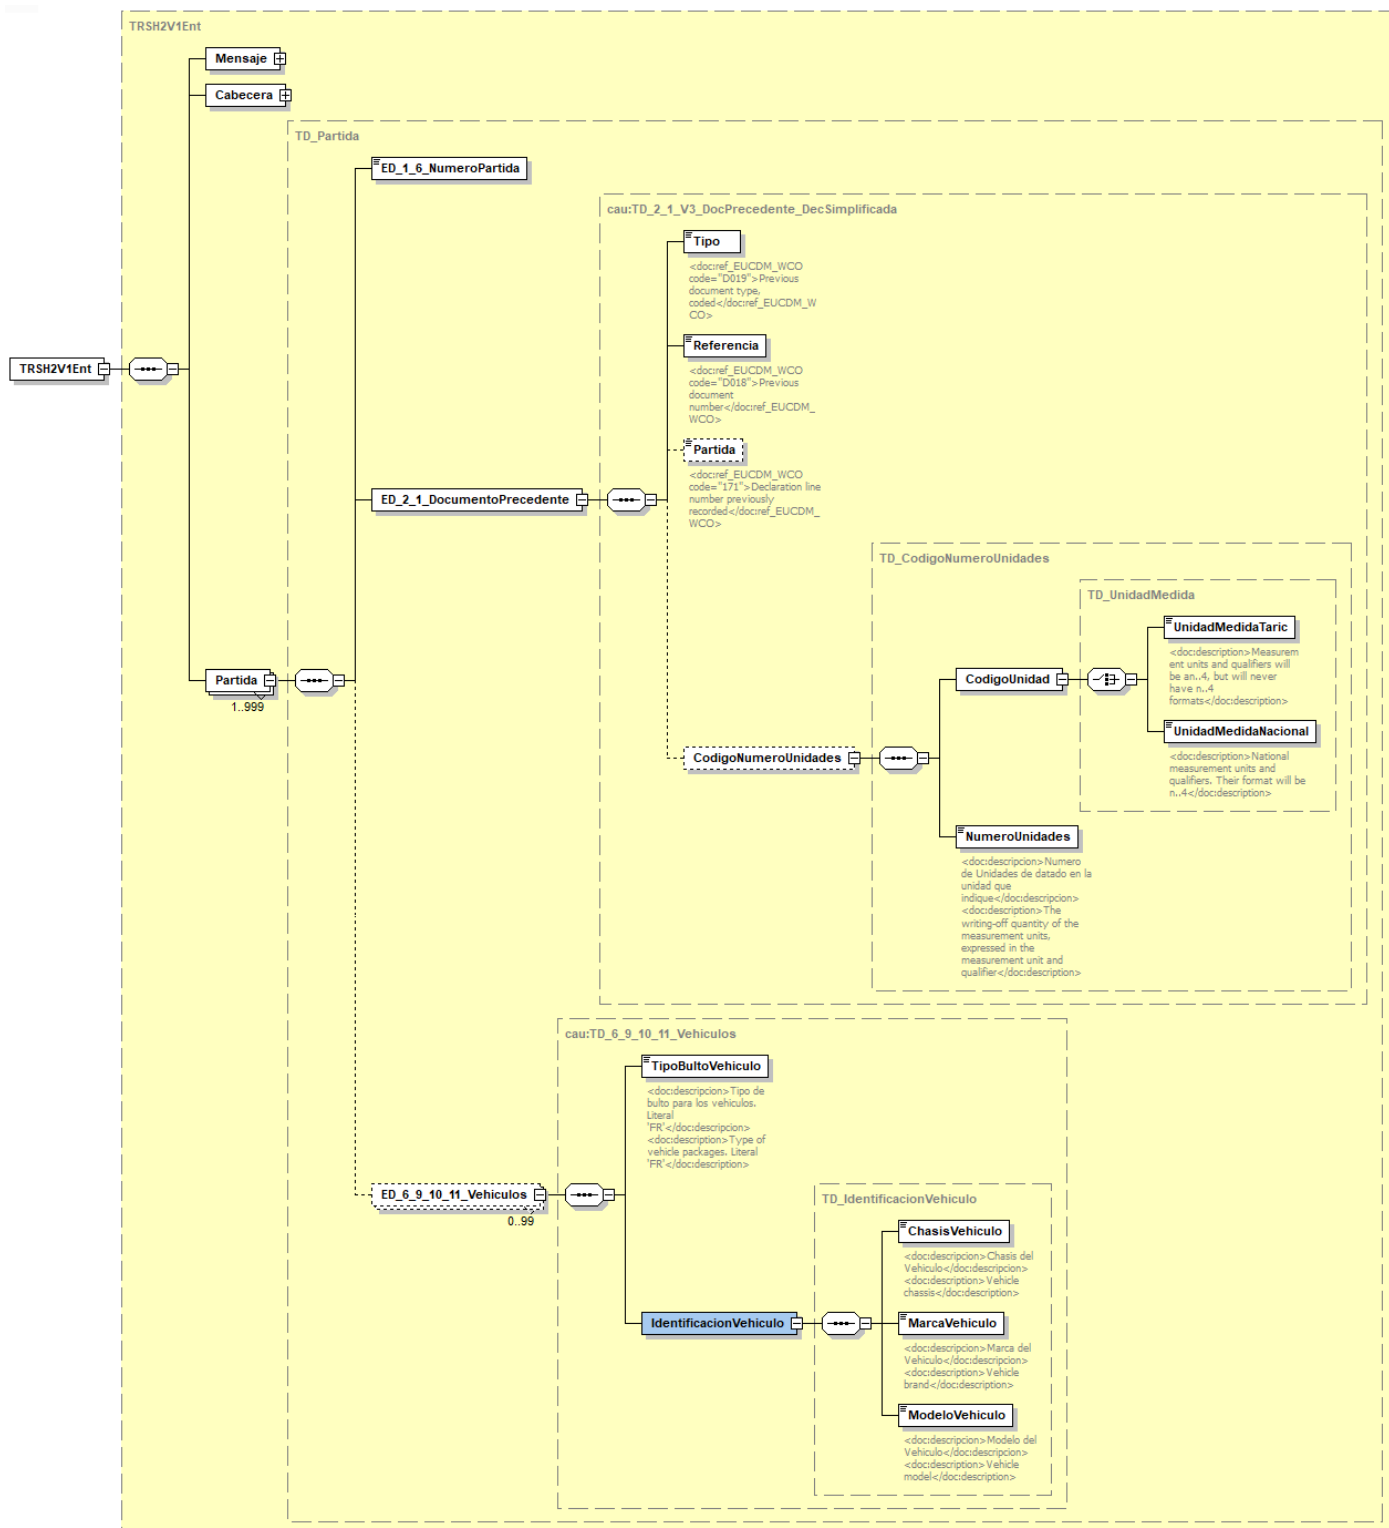 TRSH2V1Ent
Mensaje
Cabecera
TD_Partida
ED_1_6_NumeroPartida
cau:TD_2_1_V3_DocPrecedente_DecSimplificada
Tipo
<doc:ref_EUCDM_WCO
code="D019">Previous
document type,
coded</doc:ref_EUCDM_W
CO>
Referencia
<doc:ref_EUCDM_WCO
code="D018">Previous
document
number</doc:ref_EUCDM_
WCO>
TRSH2V1Ent
Partida
<doc:ref_EUCDM_WCO
code="171">Declaration line
number previously
recorded</doc:ref_EUCDM_
WCO>
ED_2_1_DocumentoPrecedente
TD_CodigoNumeroUnidades
TD_UnidadMedida
UnidadMedidaTaric
<doc:description>Measurem
ent units and qualifiers will
be an..4, but will never
have n..4
formats</doc:description>
CodigoUnidad
Partida
1..999
UnidadMedidaNacional
<doc:description>National
measurement units and
qualifiers. Their format will be
n..4</doc:description>
CodigoNumeroUnidades
NumeroUnidades
<doc:descripcion>Numero
de Unidades de datado en la
unidad que
indique</doc:descripcion>
<doc:description>The
writing-off quantity of the
measurement units,
expressed in the
measurement unit and
qualifier</doc:description>
cau:TD_6_9_10_11_Vehiculos
TipoBultoVehiculo
<doc:descripcion>Tipo de
bulto para los vehiculos.
Literal
'FR'</doc:descripcion>
<doc:description>Type of
vehicle packages. Literal
'FR'</doc:description>
ED_6_9_10_11_Vehiculos
0..99
TD_IdentificacionVehiculo
ChasisVehiculo
<doc:descripcion>Chasis del
Vehiculo</doc:descripcion>
<doc:description>Vehicle
chassis</doc:description>
IdentificacionVehiculo
MarcaVehiculo
<doc:descripcion>Marca del
Vehiculo</doc:descripcion>
<doc:description>Vehicle
brand</doc:description>
ModeloVehiculo
<doc:descripcion>Modelo del
Vehiculo</doc:descripcion>
<doc:description>Vehicle
model</doc:description>